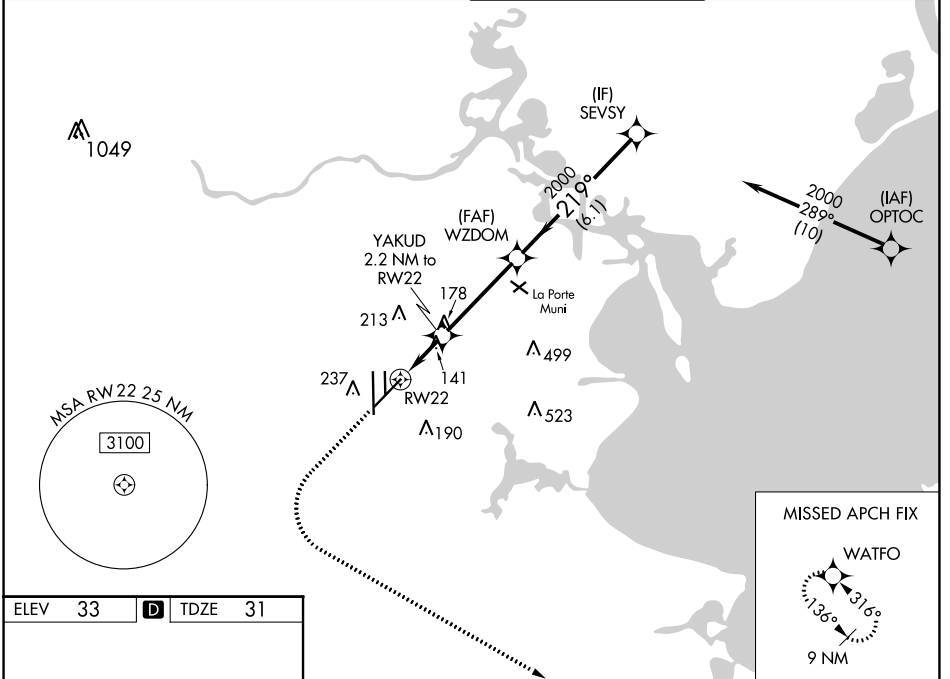 1049
(IF)
SEVSY
2000
219°
(6.1)
2000
289°
(10)
(IAF)
OPTOC
(FAF)
WZDOM
YAKUD
2.2 NM to
RW22
178
La Porte
Muni
213
499
237
141
RW22
523
190
MSA RW 22 25 NM
3100
MISSED APCH FIX
WATFO
316°
136°
9 NM
ELEV 33 D TDZE 31